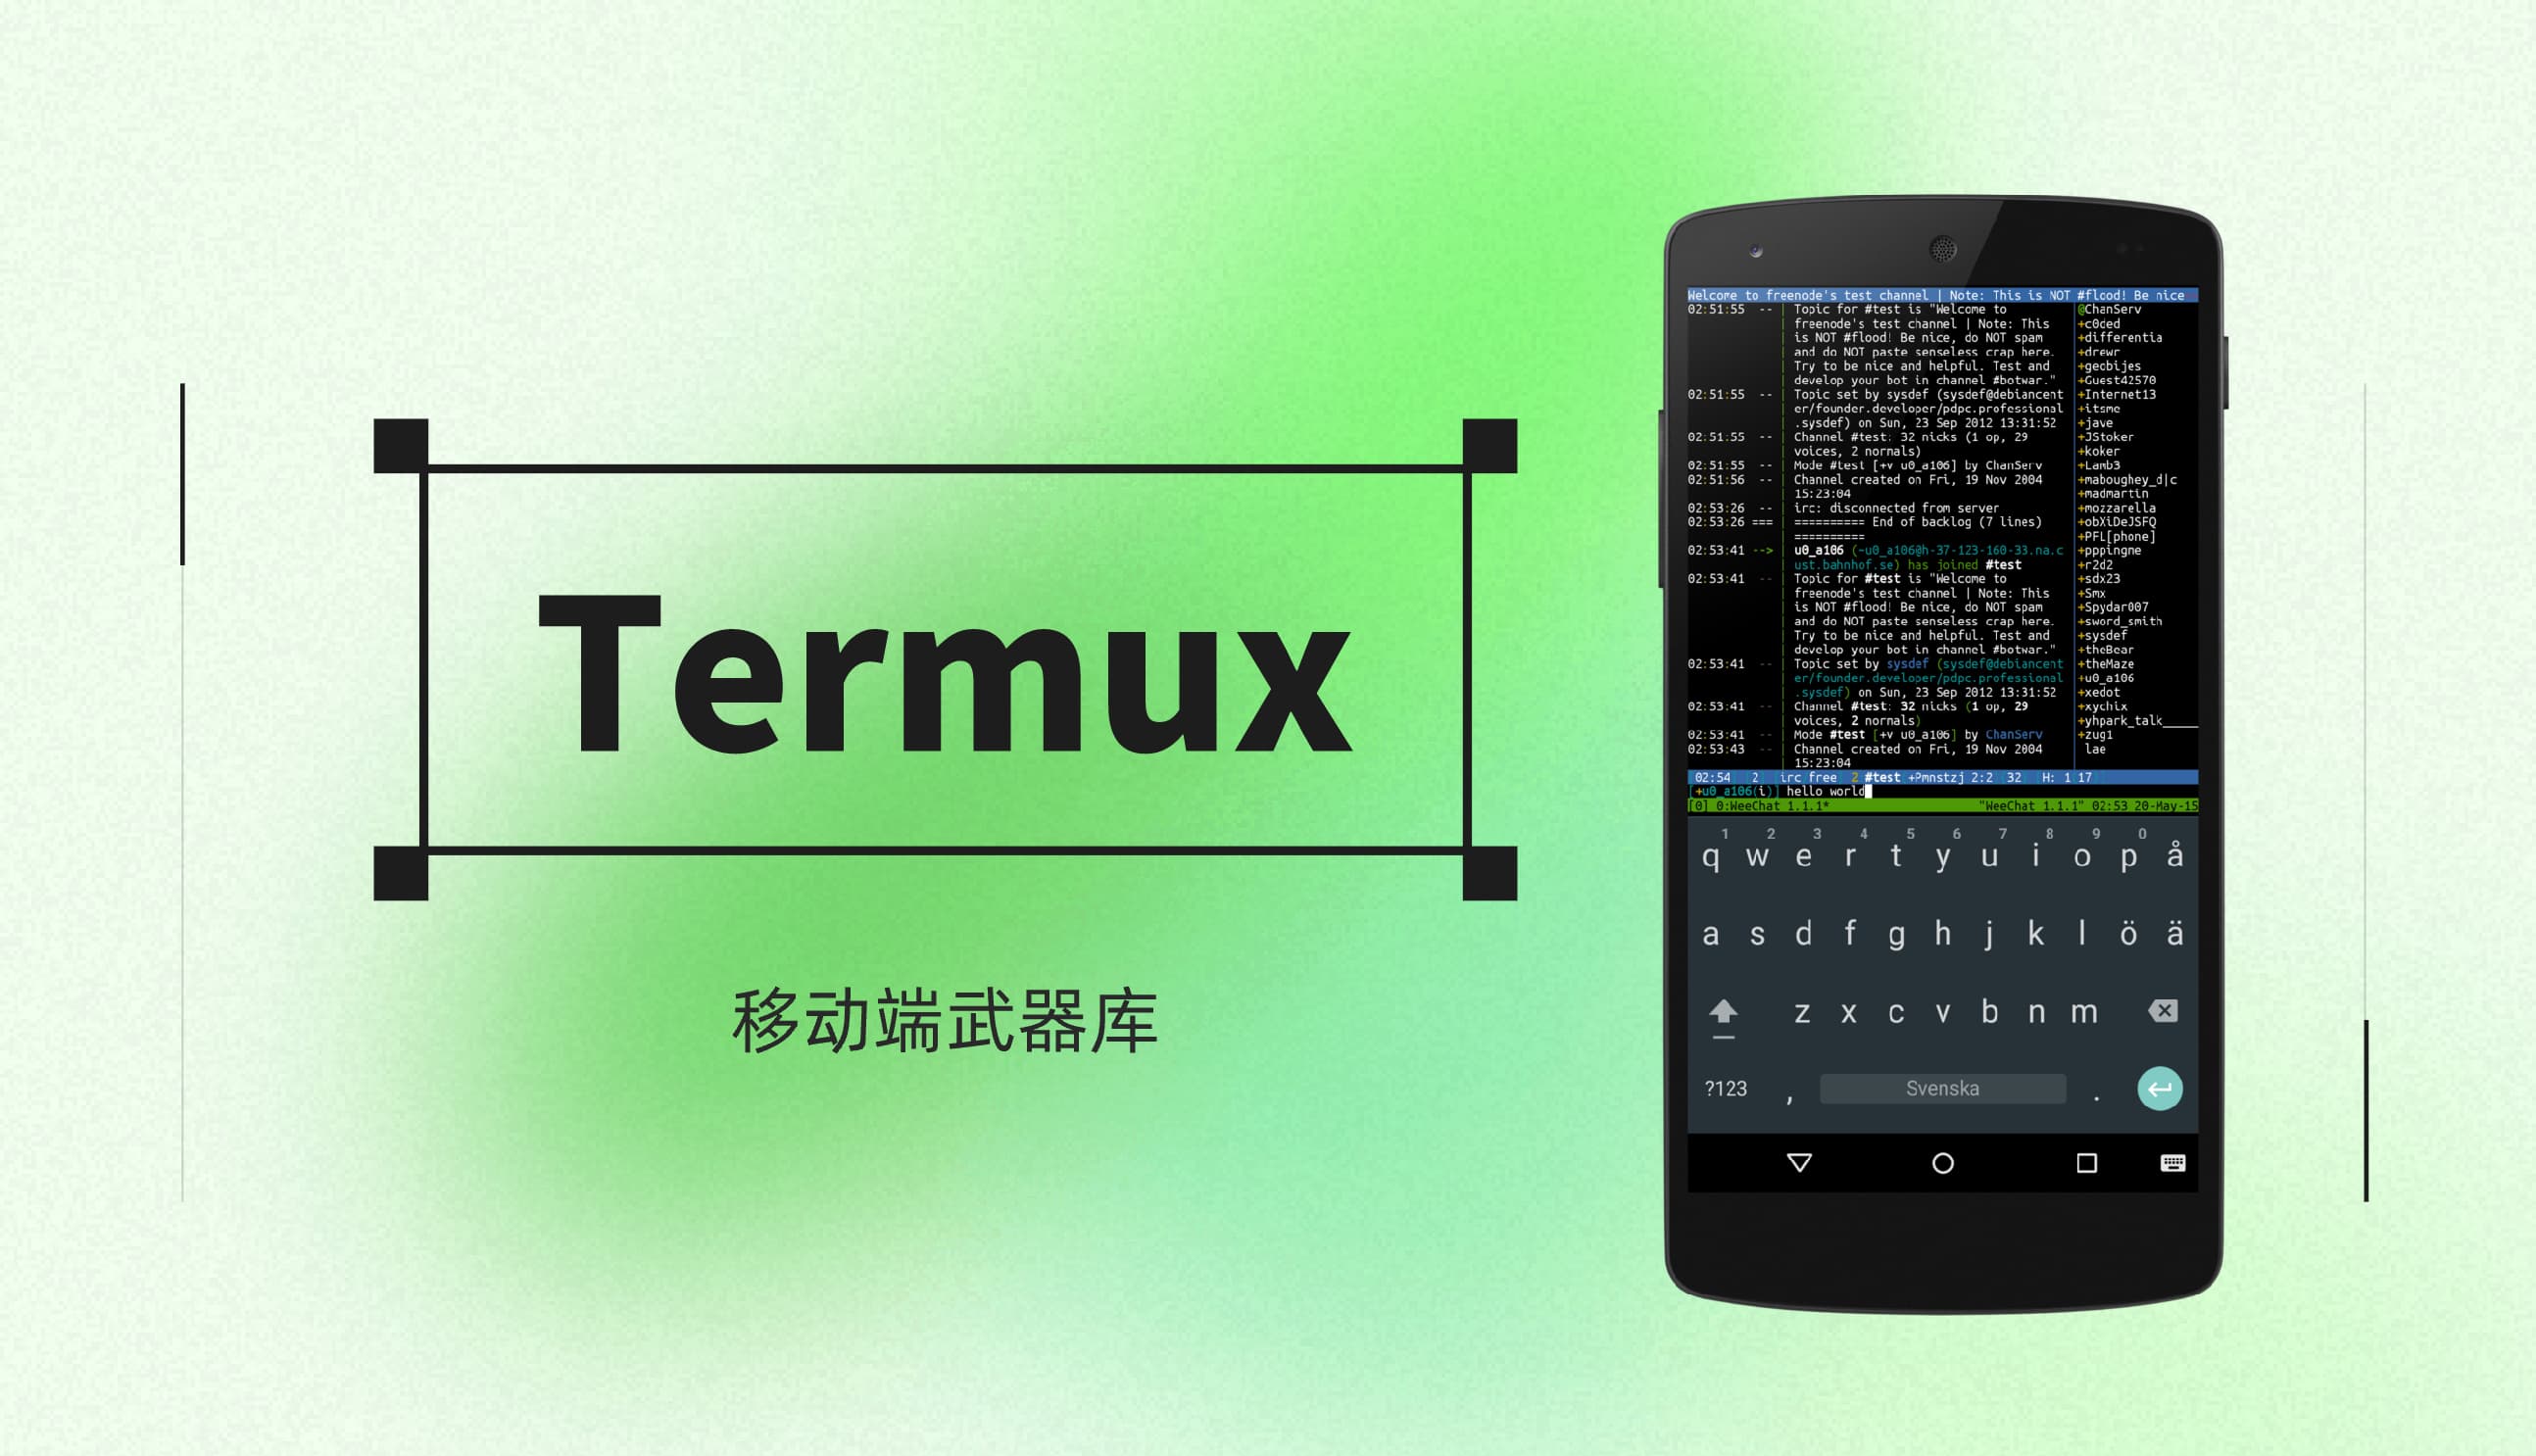 Termux
移动端武器库
Welcome to freenode's test channel | Note: This is NOT #flood! Be nice
02:51:55 -- | Topic for #test is "Welcome to
freenode's test channel | Note: This
is NOT #flood! Be nice, do NOT spam
and do NOT paste senseless crap here.
Try to be nice and helpful. Test and
develop your bot in channel #botwar."
02:51:55 -- | Topic set by sysdef (sysdef@debiancent
er/founder.developer/pdpc.professional
.sysdef) on Sun, 23 Sep 2012 13:31:52
02:51:55 -- | Channel #test: 32 nicks (1 op, 29
voices, 2 normals)
02:51:55 -- | Mode #test [+v u0_a106] by ChanServ
02:51:56 -- | Channel created on Fri, 19 Nov 2004
15:23:04
02:53:26 -- | irc: disconnected from server
02:53:26 === | ========== End of backlog (7 lines)
==========
02:53:41 --> | u0_a106 (~u0_a106@h-37-123-160-33.na.c
ust.bahnhof.se) has joined #test
02:53:41 -- | Topic for #test is "Welcome to
freenode's test channel | Note: This
is NOT #flood! Be nice, do NOT spam
and do NOT paste senseless crap here.
Try to be nice and helpful. Test and
develop your bot in channel #botwar."
02:53:41 -- | Topic set by sysdef (sysdef@debiancent
er/founder.developer/pdpc.professional
.sysdef) on Sun, 23 Sep 2012 13:31:52
02:53:41 -- | Channel #test: 32 nicks (1 op, 29
voices, 2 normals)
02:53:41 -- | Mode #test [+v u0_a106] by ChanServ
02:53:43 -- | Channel created on Fri, 19 Nov 2004
15:23:04
@ChanServ
+c0ded
+differentia
+drewr
+geobijes
+Guest42570
+Internet13
+itsme
+jave
+JStoker
+koker
+Lamb3
+maboughey_d|c
+madmartin
+mozzarella
+obXiDeJSFQ
+PFL[phone]
+pppingme
+r2d2
+sdx23
+Smx
+Spydar007
+sword_smith
+sysdef
+theBear
+theMaze
+u0_a106
+xedot
+xychix
+yhpark_talk_____
+zug1
lae
02:54 2 irc free 2 #test +Pmnstzj 2:2 32 H: 1 17
[+u0_a106(i)] hello world
[0] 0:WeeChat 1.1.1* "WeeChat 1.1.1" 02:53 20-May-15
1 2 3 4 5 6 7 8 9 0
q w e r t y u i o p å
a s d f g h j k l ö ä
z x c v b n m
?123 , Svenska .